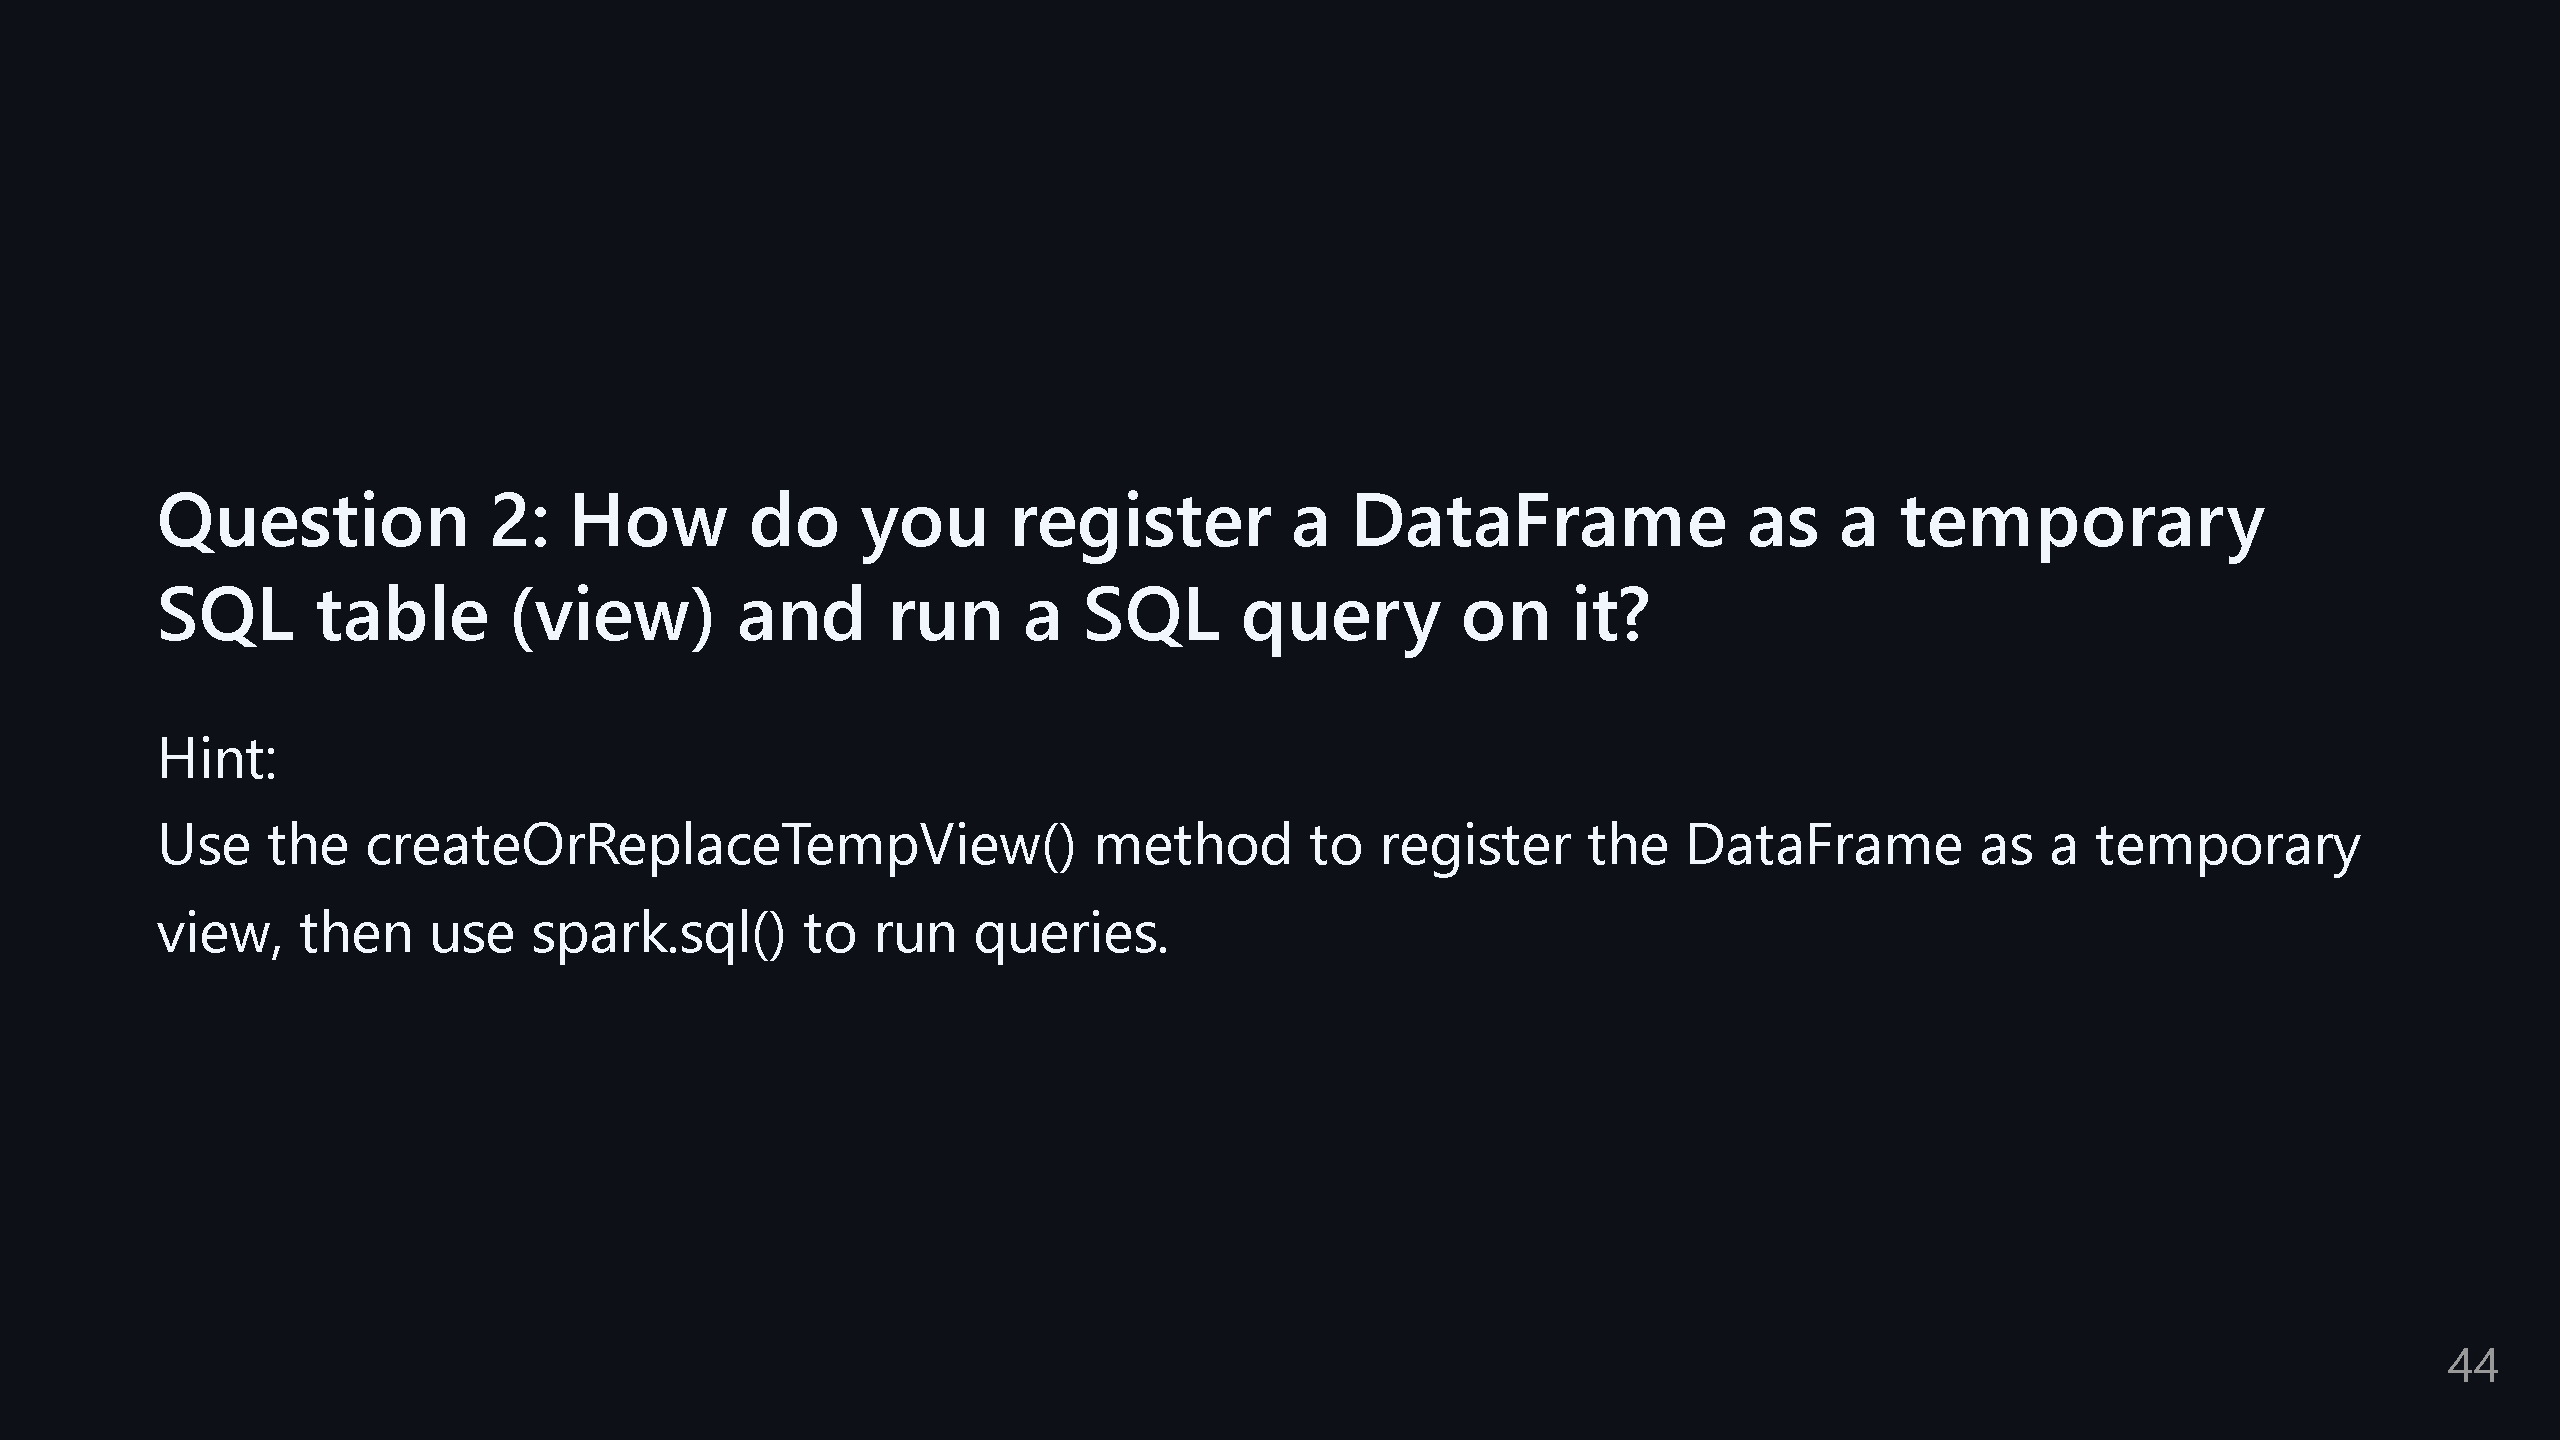 Question 2: How do you register a DataFrame as a temporary
SQL table (view) and run a SQL query on it?
Hint:
Use the createOrReplaceTempView() method to register the DataFrame as a temporary
view, then use spark.sql() to run queries.
44